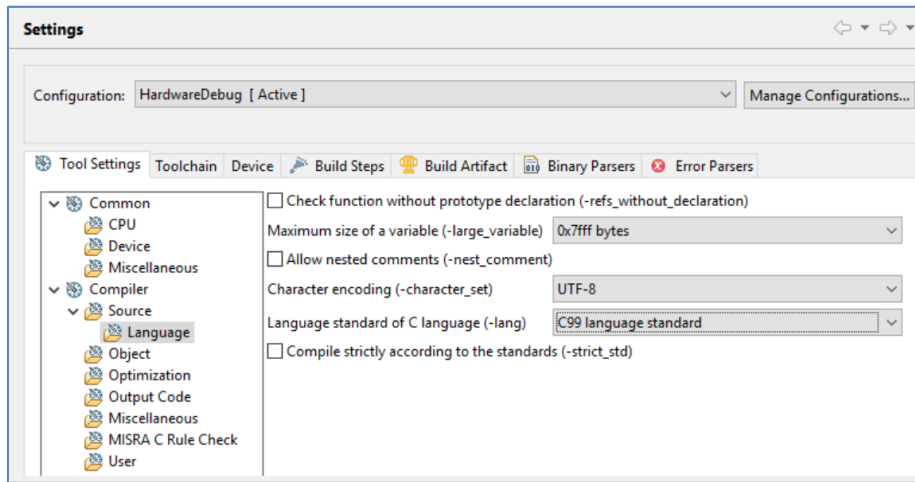 Settings
Configuration: HardwareDebug [ Active ] Manage Configurations...
Tool Settings Toolchain Device Build Steps Build Artifact Binary Parsers Error Parsers
Common
CPU
Device
Miscellaneous
Compiler
Source
Language
Object
Optimization
Output Code
Miscellaneous
MISRA C Rule Check
User
Check function without prototype declaration (-refs_without_declaration)
Maximum size of a variable (-large_variable) 0x7fff bytes
Allow nested comments (-nest_comment)
Character encoding (-character_set) UTF-8
Language standard of C language (-lang) C99 language standard
Compile strictly according to the standards (-strict_std)